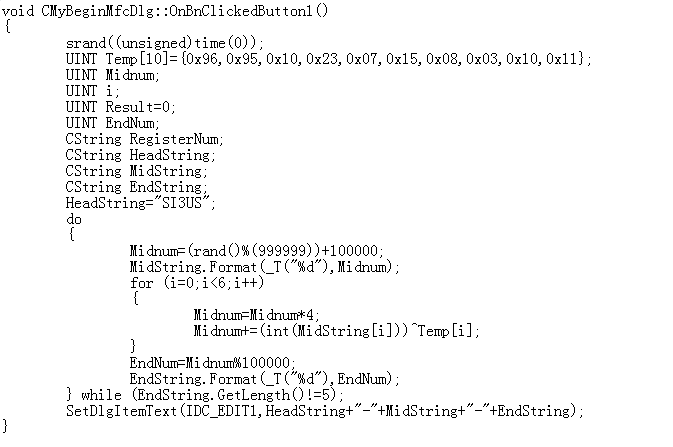 void CMyBeginMfcDlg::OnBnClickedButton1()
{
srand((unsigned)time(0));
UINT Temp[10]={0x96,0x95,0x10,0x23,0x07,0x15,0x08,0x03,0x10,0x11};
UINT Midnum;
UINT i;
UINT Result=0;
UINT EndNum;
CString RegisterNum;
CString HeadString;
CString MidString;
CString EndString;
HeadString="SI3US";
do
{
Midnum=(rand()%(999999))+100000;
MidString.Format(_T("%d"),Midnum);
for (i=0;i<6;i++)
{
Midnum=Midnum*4;
Midnum+=(int(MidString[i]))^Temp[i];
}
EndNum=Midnum%100000;
EndString.Format(_T("%d"),EndNum);
} while (EndString.GetLength()!=5);
SetDlgItemText(IDC_EDIT1,HeadString+"-"+MidString+"-"+EndString);
}